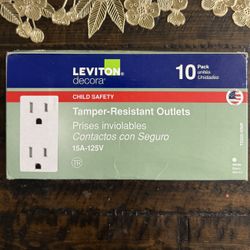 LEVITON®
decora®
10 Pack
unités
Unidades
CHILD SAFETY
Tamper-Resistant Outlets
Prises inviolables
Contactos con Seguro
15A-125V
TR